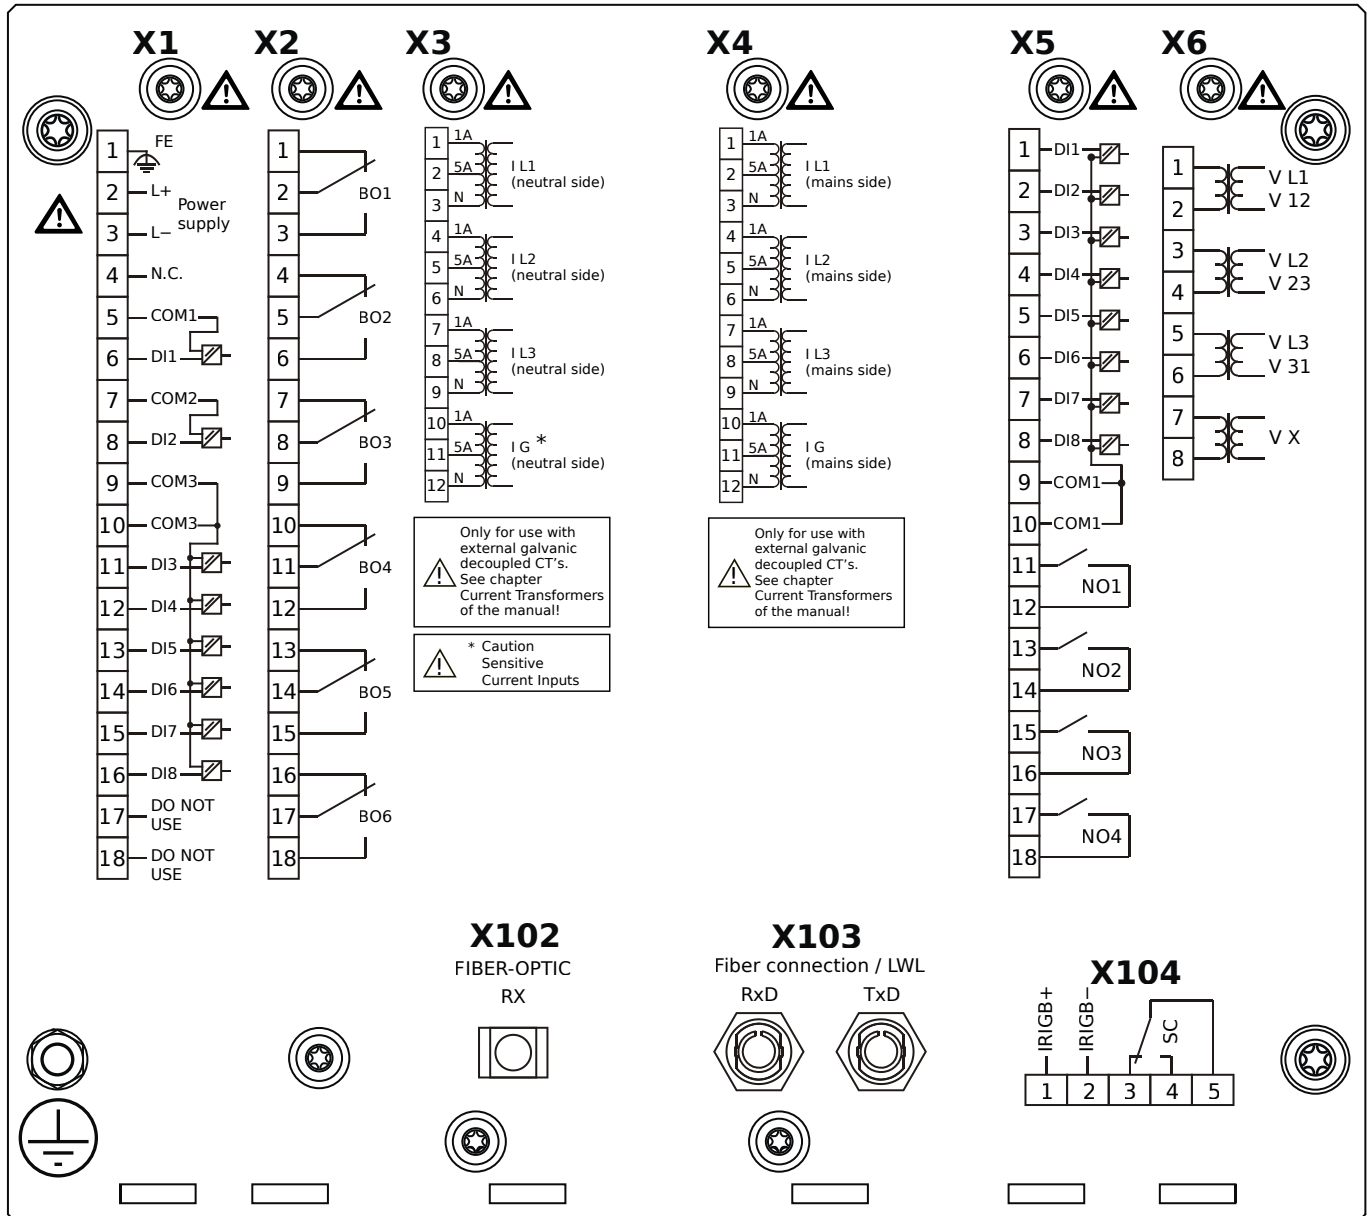 X1
X2
X3
X4
X5
X6
1 FE
2 L+ Power
supply
3 L−
4 N.C.
5 COM1
6 DI1
7 COM2
8 DI2
9 COM3
10 COM3
11 DI3
12 DI4
13 DI5
14 DI6
15 DI7
16 DI8
17 DO NOT
USE
18 DO NOT
USE
1
2 BO1
3
4
5 BO2
6
7
8 BO3
9
10
11 BO4
12
13
14 BO5
15
16
17 BO6
18
1 1A
2 5A I L1
(neutral side)
3 N
4 1A
5 5A I L2
(neutral side)
6 N
7 1A
8 5A I L3
(neutral side)
9 N
10 1A
11 5A I G *
(neutral side)
12 N
Only for use with
external galvanic
decoupled CT's.
See chapter
Current Transformers
of the manual!
* Caution
Sensitive
Current Inputs
1 1A
2 5A I L1
(mains side)
3 N
4 1A
5 5A I L2
(mains side)
6 N
7 1A
8 5A I L3
(mains side)
9 N
10 1A
11 5A I G
(mains side)
12 N
Only for use with
external galvanic
decoupled CT's.
See chapter
Current Transformers
of the manual!
1 DI1
2 DI2
3 DI3
4 DI4
5 DI5
6 DI6
7 DI7
8 DI8
9 COM1
10 COM1
11
NO1
12
13
NO2
14
15
NO3
16
17
NO4
18
1 V L1
2 V 12
3 V L2
4 V 23
5 V L3
6 V 31
7
V X
8
X102
FIBER-OPTIC
RX
X103
Fiber connection / LWL
RxD TxD
X104
IRIGB+
IRIGB−
SC
1 2 3 4 5